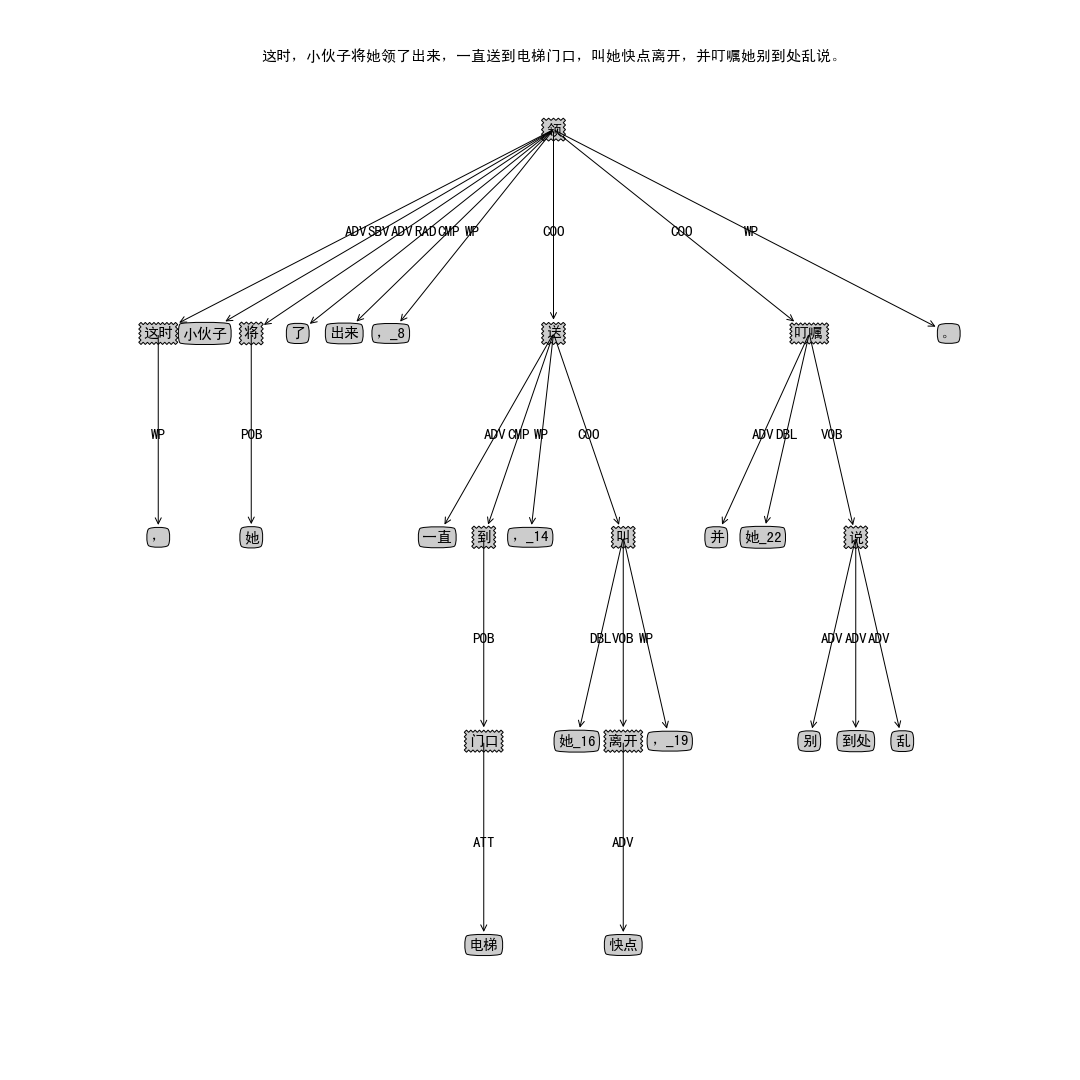 这时，小伙子将她领了出来，一直送到电梯门口，叫她快点离开，并叮嘱她别到处乱说。
领
ADV SBV ADV RAD CMP WP COO COO WP
这时 小伙子 将 了 出来 ，_8 送 叮嘱 。
WP POB ADV CMP WP COO ADV DBL VOB
， 她 一直 到 ，_14 叫 并 她_22 说
POB DBL VOB WP ADV ADV ADV
门口 她_16 离开 ，_19 别 到处 乱
ATT ADV
电梯 快点